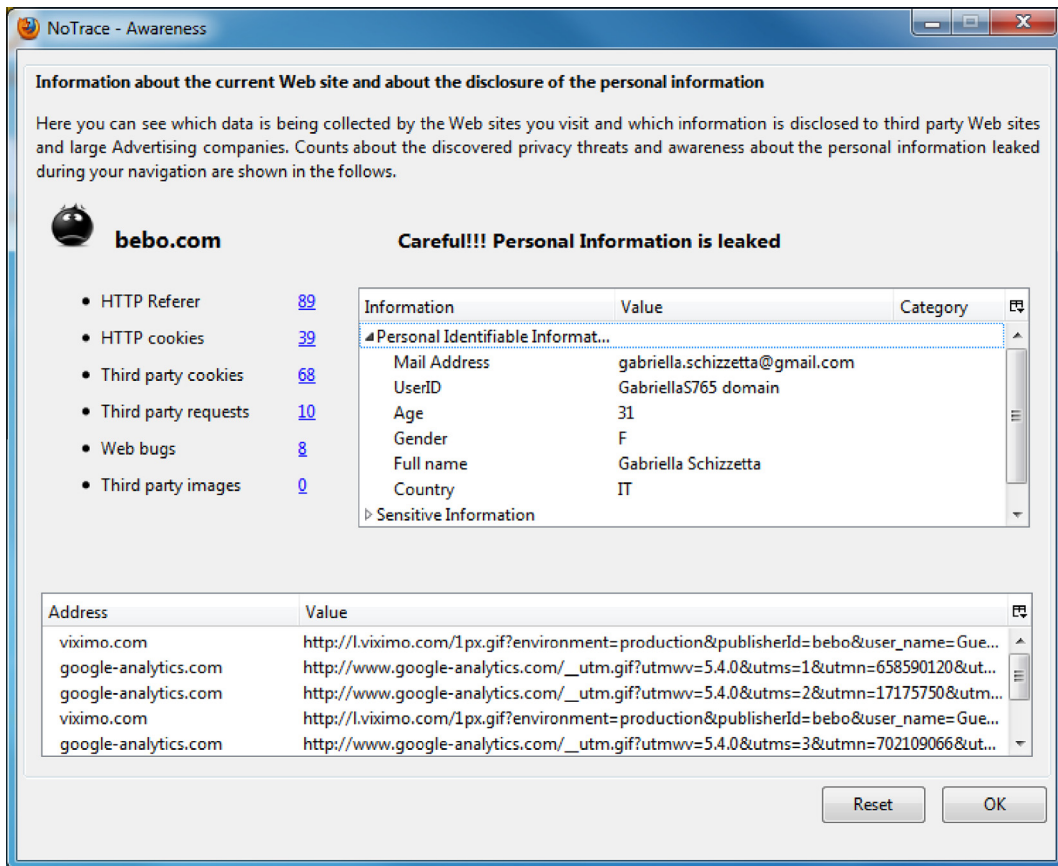 NoTrace - Awareness
Information about the current Web site and about the disclosure of the personal information
Here you can see which data is being collected by the Web sites you visit and which information is disclosed to third party Web sites
and large Advertising companies. Counts about the discovered privacy threats and awareness about the personal information leaked
during your navigation are shown in the follows.
bebo.com
Careful!!! Personal Information is leaked
• HTTP Referer 89
• HTTP cookies 39
• Third party cookies 68
• Third party requests 10
• Web bugs 8
• Third party images 0
Information Value Category
Personal Identifiable Informat...
Mail Address gabriella.schizzetta@gmail.com
UserID GabriellaS765 domain
Age 31
Gender F
Full name Gabriella Schizzetta
Country IT
Sensitive Information
Address Value
viximo.com http://l.viximo.com/1px.gif?environment=production&publisherId=bebo&user_name=Gue...
google-analytics.com http://www.google-analytics.com/__utm.gif?utmwv=5.4.0&utms=1&utmn=658590120&ut...
google-analytics.com http://www.google-analytics.com/__utm.gif?utmwv=5.4.0&utms=2&utmn=17175750&utm...
viximo.com http://l.viximo.com/1px.gif?environment=production&publisherId=bebo&user_name=Gue...
google-analytics.com http://www.google-analytics.com/__utm.gif?utmwv=5.4.0&utms=3&utmn=702109066&ut...
Reset OK